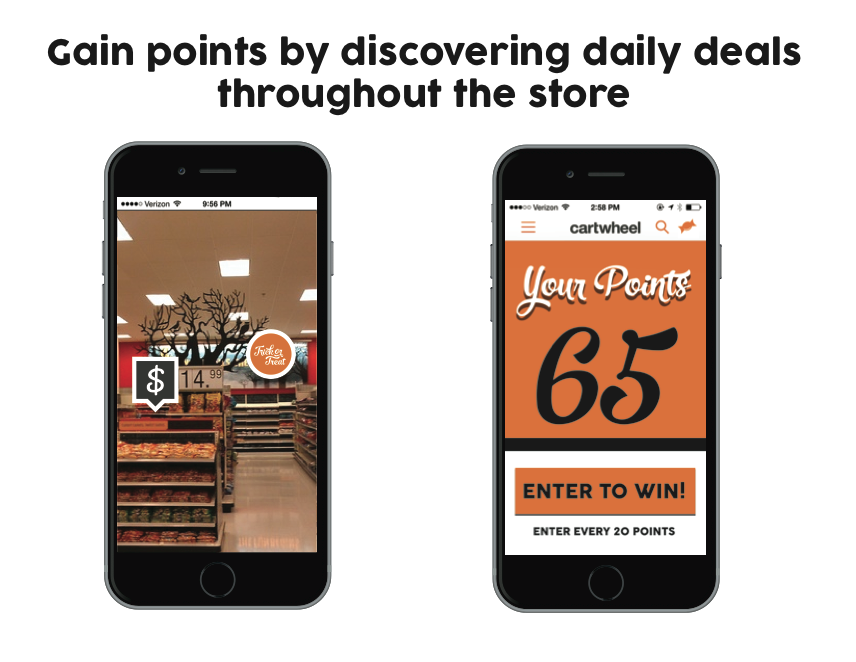 Gain points by discovering daily deals
throughout the store
Verizon 9:56 PM
Trick or
Treat
$
14.99
Verizon 2:58 PM
cartwheel
Your Points
65
ENTER TO WIN!
ENTER EVERY 20 POINTS